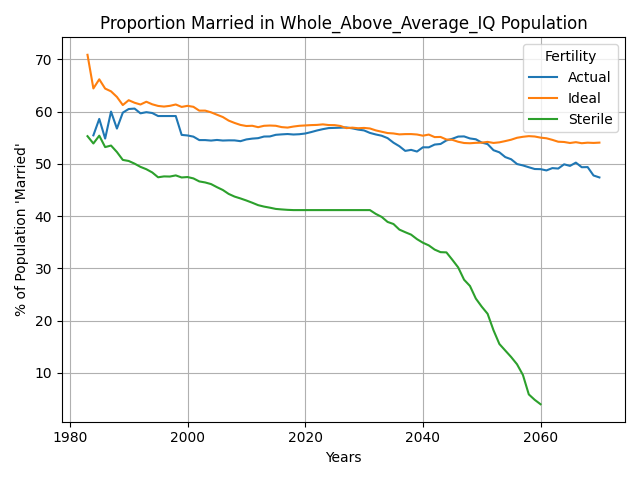 Proportion Married in Whole_Above_Average_IQ Population
% of Population 'Married'
70
60
50
40
30
20
10
Fertility
Actual
Ideal
Sterile
1980
2000
2020
2040
2060
Years